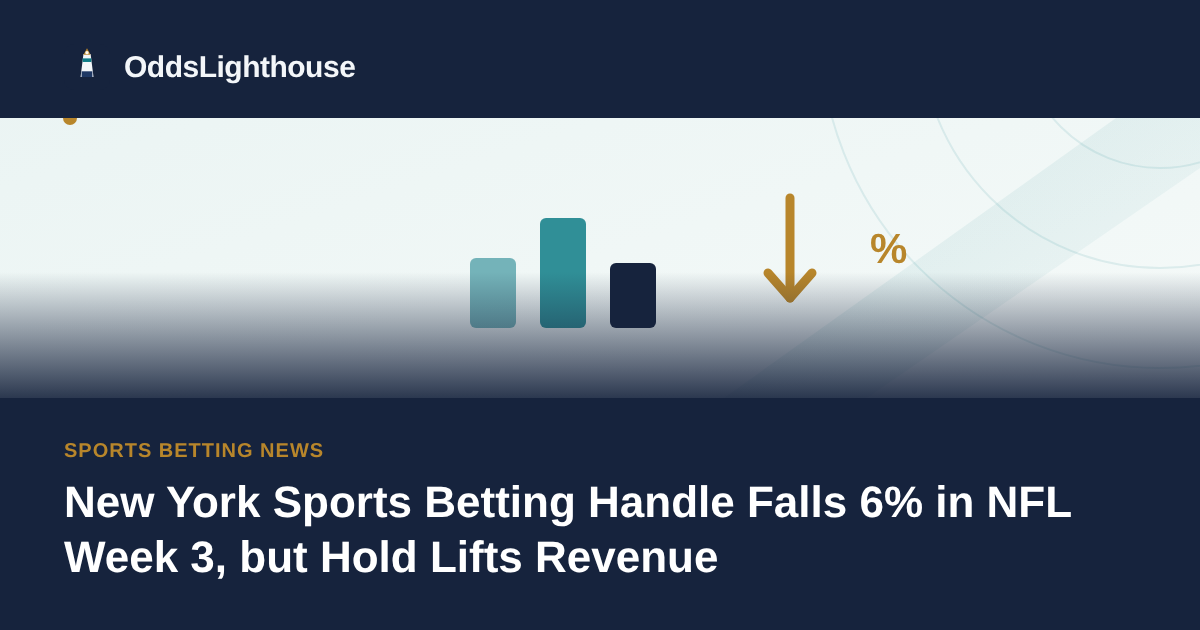 OddsLighthouse
%
SPORTS BETTING NEWS
New York Sports Betting Handle Falls 6% in NFL
Week 3, but Hold Lifts Revenue